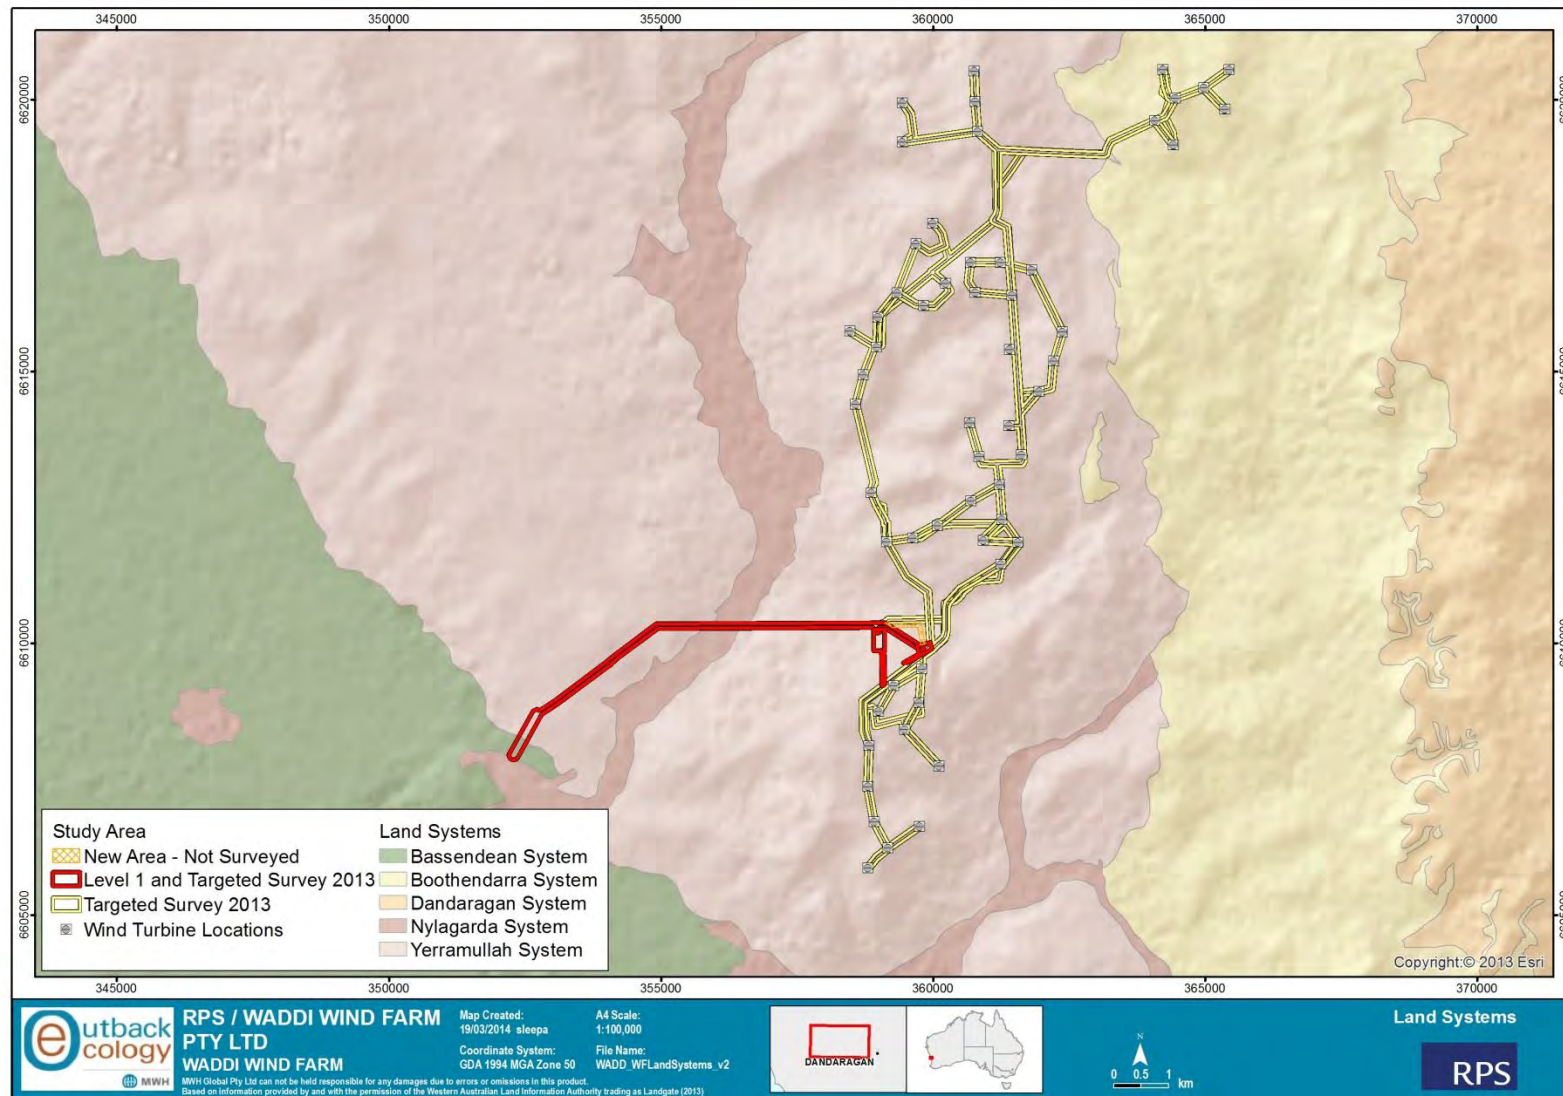 345000 350000 355000 360000 365000 370000
6620000 6620000
6615000 6615000
6610000 6610000
6605000 6605000
Study Area
New Area - Not Surveyed
Level 1 and Targeted Survey 2013
Targeted Survey 2013
Wind Turbine Locations
Land Systems
Bassendean System
Boothendarra System
Dandaragan System
Nylagarda System
Yerramullah System
Copyright:© 2013 Esri
345000 350000 355000 360000 365000 370000
outback
ecology
MWH
RPS / WADDI WIND FARM
PTY LTD
WADDI WIND FARM
Map Created:
19/03/2014 sleepa
A4 Scale:
1:100,000
Coordinate System:
GDA 1994 MGA Zone 50
File Name:
WADD_WFLandSystems_v2
MWH Global Pty Ltd can not be held responsible for any damages due to errors or omissions in this product.
Based on information provided by and with the permission of the Western Australian Land Information Authority trading as Landgate (2013)
DANDARAGAN
N
0 0.5 1
km
Land Systems
RPS